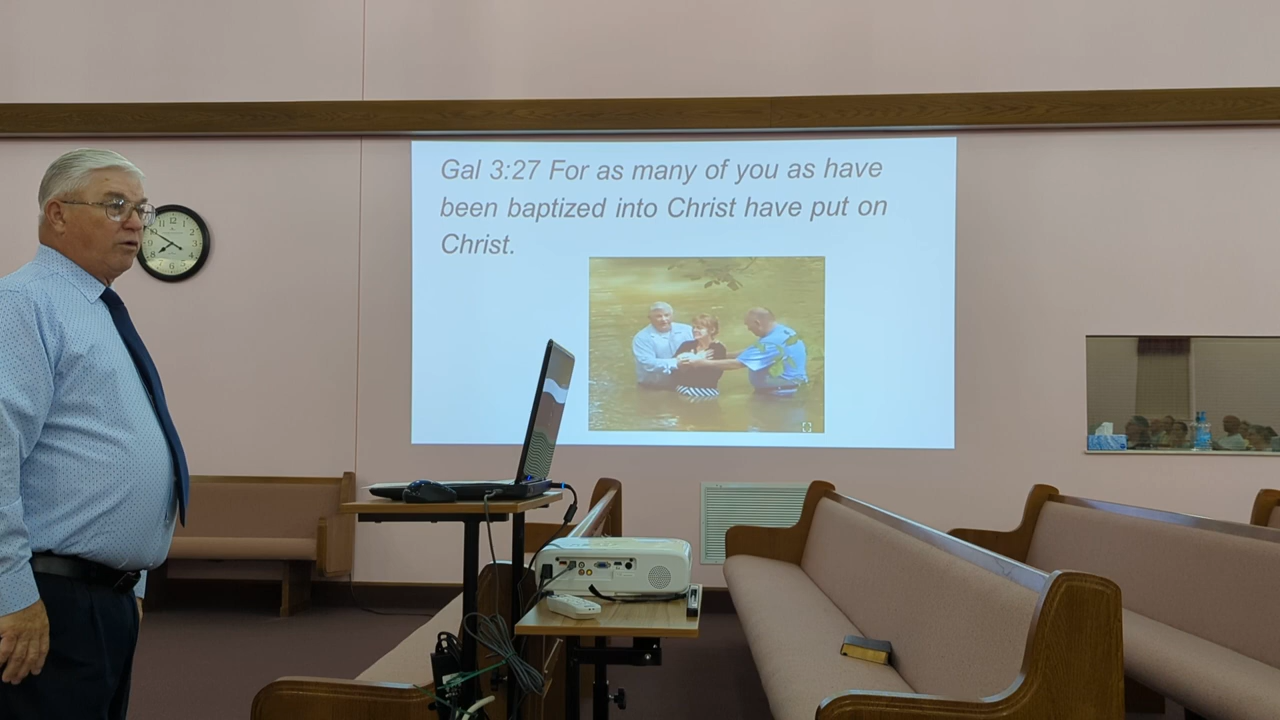 Gal 3:27 For as many of you as have
been baptized into Christ have put on
Christ.